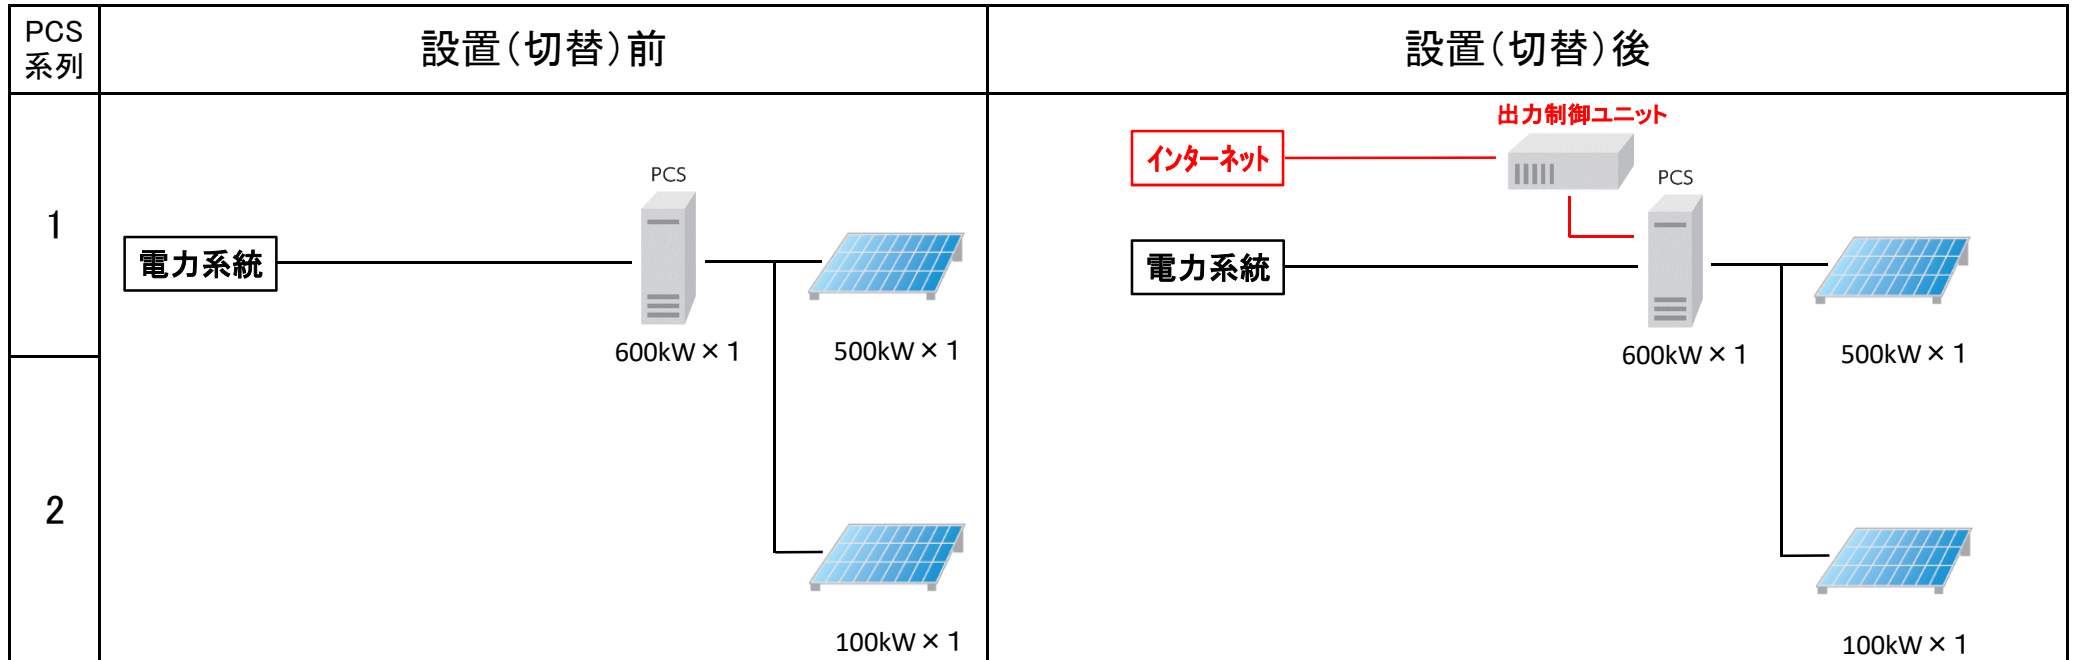 PCS
系列
設置(切替)前
設置(切替)後
1
PCS
電力系統
600kW×1
500kW×1
出力制御ユニット
インターネット
PCS
電力系統
600kW×1
500kW×1
2
100kW×1
100kW×1